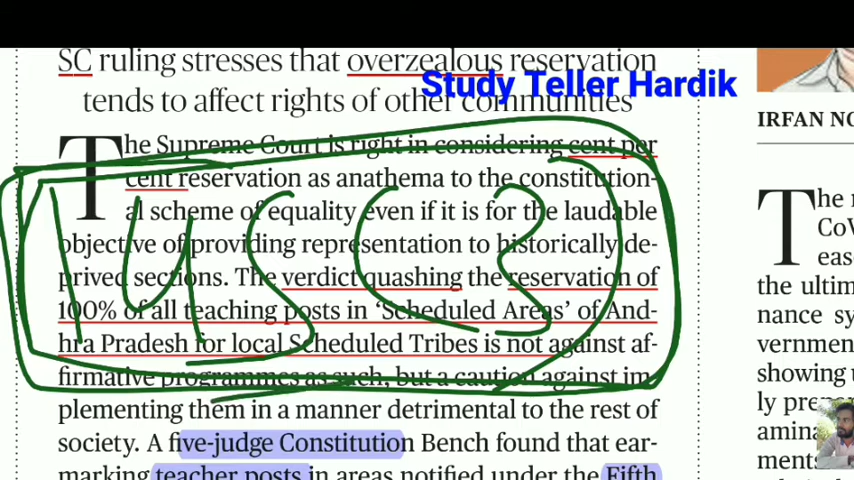 SC ruling stresses that overzealous reservation
Study Teller Hardik
tends to affect rights of other communities
The Supreme Court is right in considering cent per
cent reservation as anathema to the constitution-
al scheme of equality even if it is for the laudable
objective of providing representation to historically de-
prived sections. The verdict quashing the reservation of
100% of all teaching posts in ‘Scheduled Areas’ of And-
hra Pradesh for local Scheduled Tribes is not against af-
firmative programmes as such, but a caution against im-
plementing them in a manner detrimental to the rest of
society. A five-judge Constitution Bench found that ear-
marking teacher posts in areas notified under the Fifth
IRFAN
The
CoV
eas
the ultim
nance sy
vernmen
showing
ly prep
amina
ments